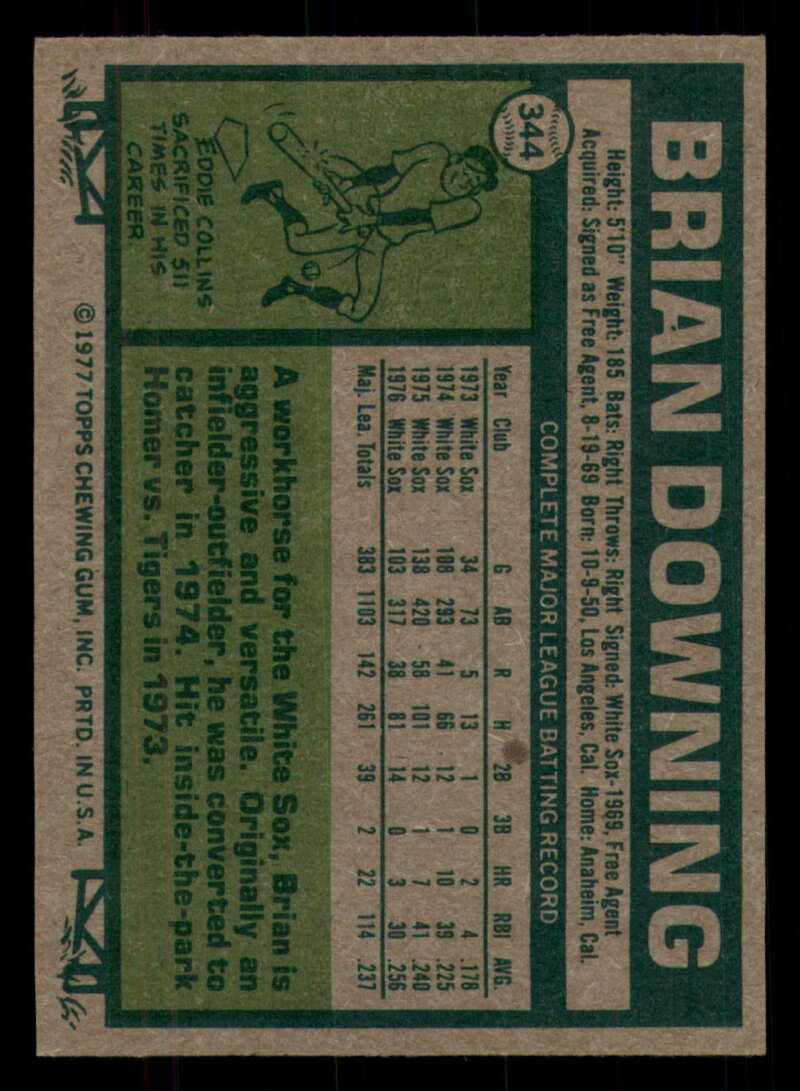 344
BRIAN DOWNING
Height: 5'10" Weight: 185 Bats: Right Throws: Right Signed: White Sox-1969, Free Agent
Acquired: Signed as Free Agent, 8-19-69 Born: 10-9-50, Los Angeles, Cal. Home: Anaheim, Cal.
COMPLETE MAJOR LEAGUE BATTING RECORD
Year Club G AB R H 2B 3B HR RBI AVG.
1973 White Sox 34 73 5 13 1 0 2 4 .178
1974 White Sox 108 293 41 66 12 1 10 39 .225
1975 White Sox 138 420 58 101 12 1 7 41 .240
1976 White Sox 103 317 38 81 14 0 3 30 .256
Maj. Lea. Totals 383 1103 142 261 39 2 22 114 .237
EDDIE COLLINS
SACRIFICED 511
TIMES IN HIS
CAREER
A workhorse for the White Sox, Brian is
aggressive and versatile. Originally an
infielder-outfielder, he was converted to
catcher in 1974. Hit inside-the-park
Homer vs. Tigers in 1973.
©1977 TOPPS CHEWING GUM, INC. PRTD. IN U.S.A.